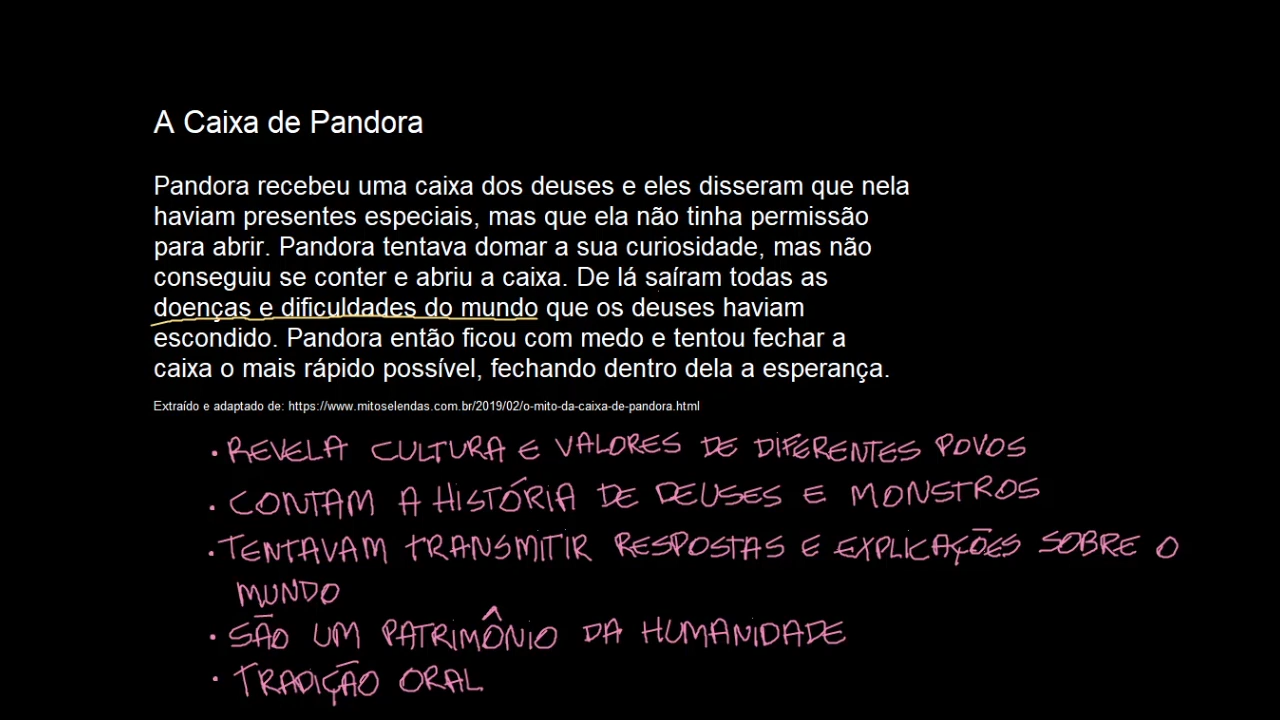 A Caixa de Pandora
Pandora recebeu uma caixa dos deuses e eles disseram que nela
haviam presentes especiais, mas que ela não tinha permissão
para abrir. Pandora tentava domar a sua curiosidade, mas não
conseguiu se conter e abriu a caixa. De lá saíram todas as
doenças e dificuldades do mundo que os deuses haviam
escondido. Pandora então ficou com medo e tentou fechar a
caixa o mais rápido possível, fechando dentro dela a esperança.
Extraído e adaptado de: https://www.mitoselendas.com.br/2019/02/o-mito-da-caixa-de-pandora.html
• REVELA CULTURA E VALORES DE DIFERENTES POVOS
• CONTAM A HISTÓRIA DE DEUSES E MONSTROS
• TENTAVAM TRANSMITIR RESPOSTAS E EXPLICAÇÕES SOBRE O
MUNDO
• SÃO UM PATRIMÔNIO DA HUMANIDADE
• TRADIÇÃO ORAL